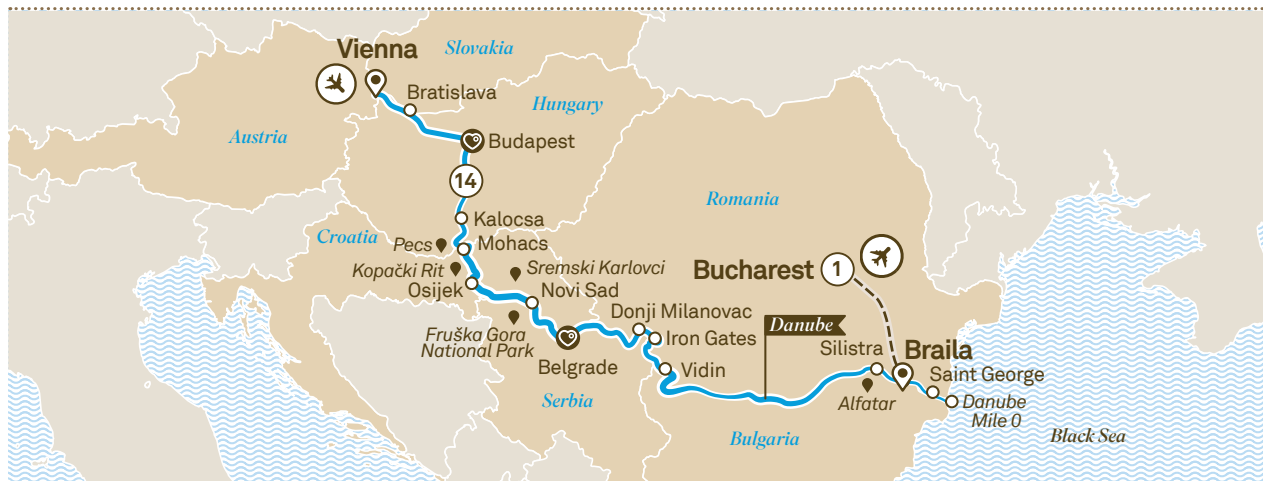 Vienna
Slovakia
Bratislava
Hungary
Austria
Budapest
14
Romania
Kalocsa
Croatia
Pecs
Mohacs
Kopački Rit
Sremski Karlovci
Bucharest
1
Osijek
Novi Sad
Donji Milanovac
Danube
Fruška Gora
National Park
Iron Gates
Silistra
Braila
Belgrade
Vidin
Saint George
Serbia
Alfatar
Danube
Mile 0
Bulgaria
Black Sea